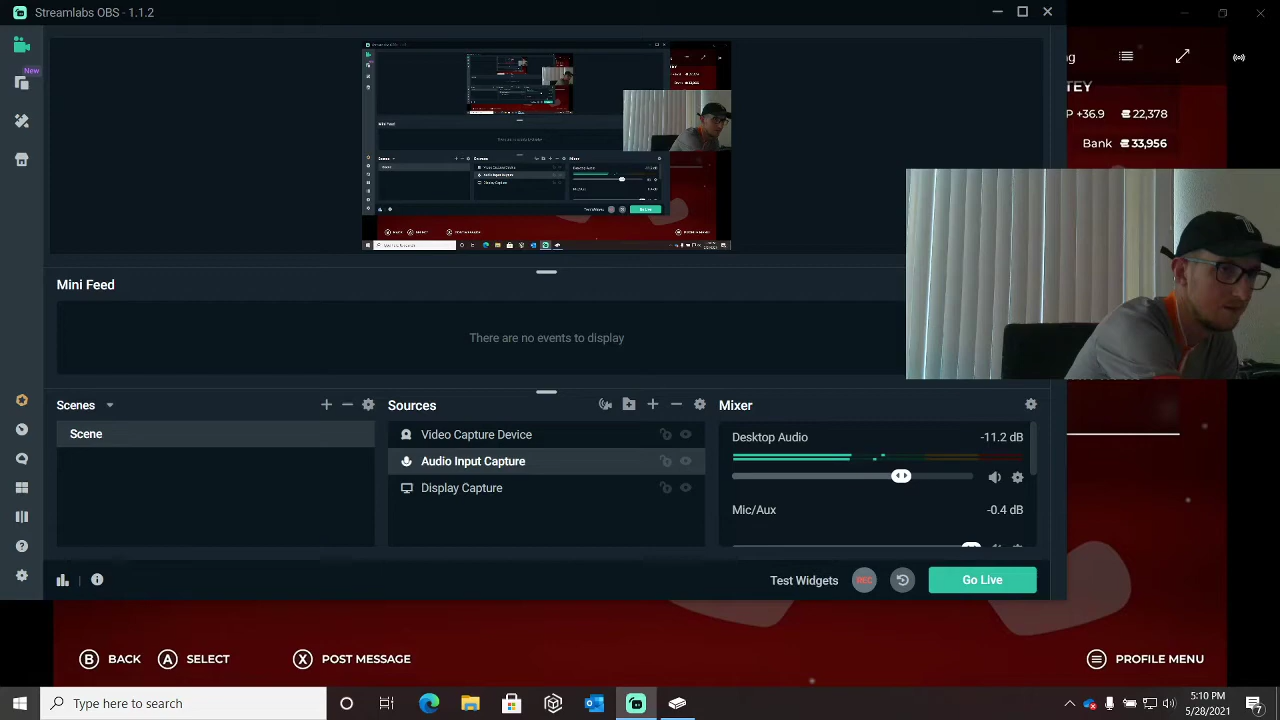 Streamlabs OBS - 1.1.2
New
ng
TEY
P +36.9 22,378
Bank 33,956
Mini Feed
There are no events to display
Scenes
Sources
Mixer
Scene
Video Capture Device
Audio Input Capture
Display Capture
Desktop Audio -11.2 dB
Mic/Aux -0.4 dB
Test Widgets REC Go Live
B BACK A SELECT X POST MESSAGE PROFILE MENU
Type here to search
5:10 PM
5/28/2021
7